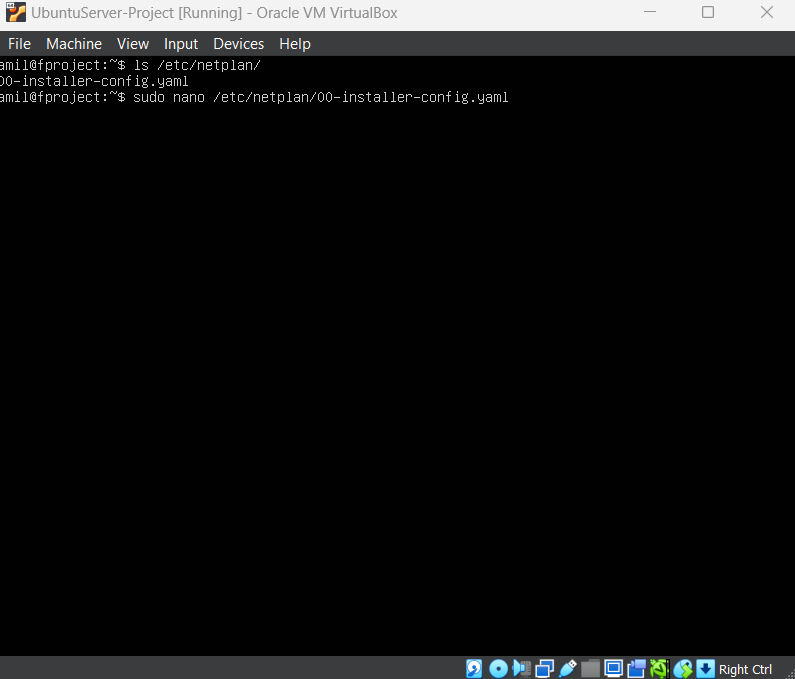 UbuntuServer-Project [Running] - Oracle VM VirtualBox
File Machine View Input Devices Help
amil@fproject:~$ ls /etc/netplan/
00-installer-config.yaml
amil@fproject:~$ sudo nano /etc/netplan/00-installer-config.yaml
Right Ctrl